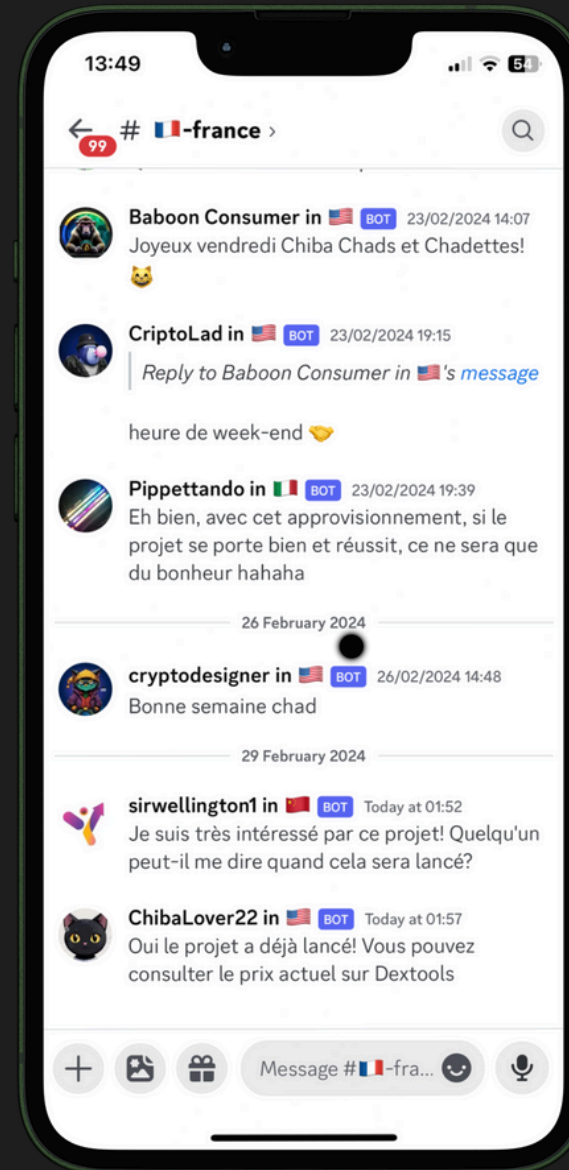 13:49
54
99
# 🇫🇷-france >
Baboon Consumer in 🇺🇸 BOT 23/02/2024 14:07
Joyeux vendredi Chiba Chads et Chadettes!
😺
CriptoLad in 🇺🇸 BOT 23/02/2024 19:15
Reply to Baboon Consumer in 🇺🇸's message
heure de week-end 🤝
Pippettando in 🇮🇹 BOT 23/02/2024 19:39
Eh bien, avec cet approvisionnement, si le
projet se porte bien et réussit, ce ne sera que
du bonheur hahaha
26 February 2024
cryptodesigner in 🇺🇸 BOT 26/02/2024 14:48
Bonne semaine chad
29 February 2024
sirwellington1 in 🇨🇳 BOT Today at 01:52
Je suis très intéressé par ce projet! Quelqu'un
peut-il me dire quand cela sera lancé?
ChibaLover22 in 🇺🇸 BOT Today at 01:57
Oui le projet a déjà lancé! Vous pouvez
consulter le prix actuel sur Dextools
Message #🇫🇷-fra...